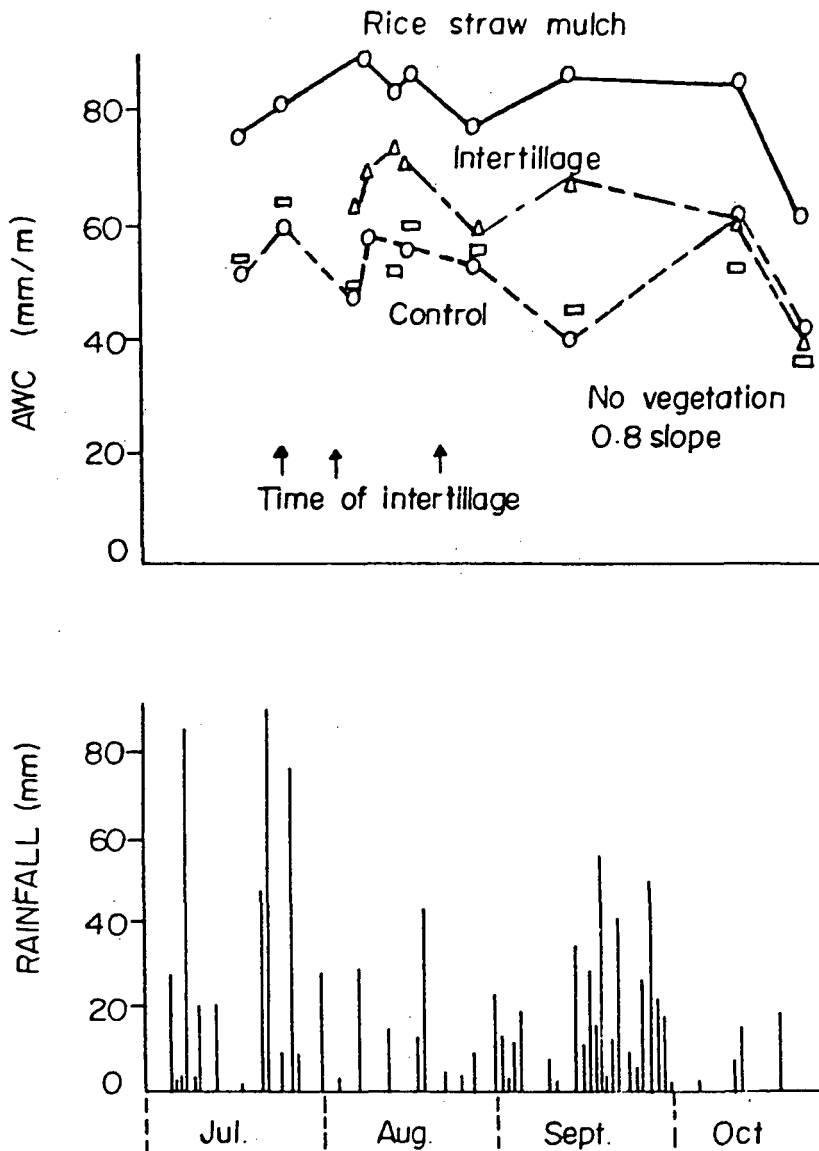 Rice straw mulch
80
Intertillage
60
Control
40
No vegetation
0.8 slope
20
Time of intertillage
0
AWC (mm/m)
80
60
40
20
0
RAINFALL (mm)
Jul. Aug. Sept. Oct